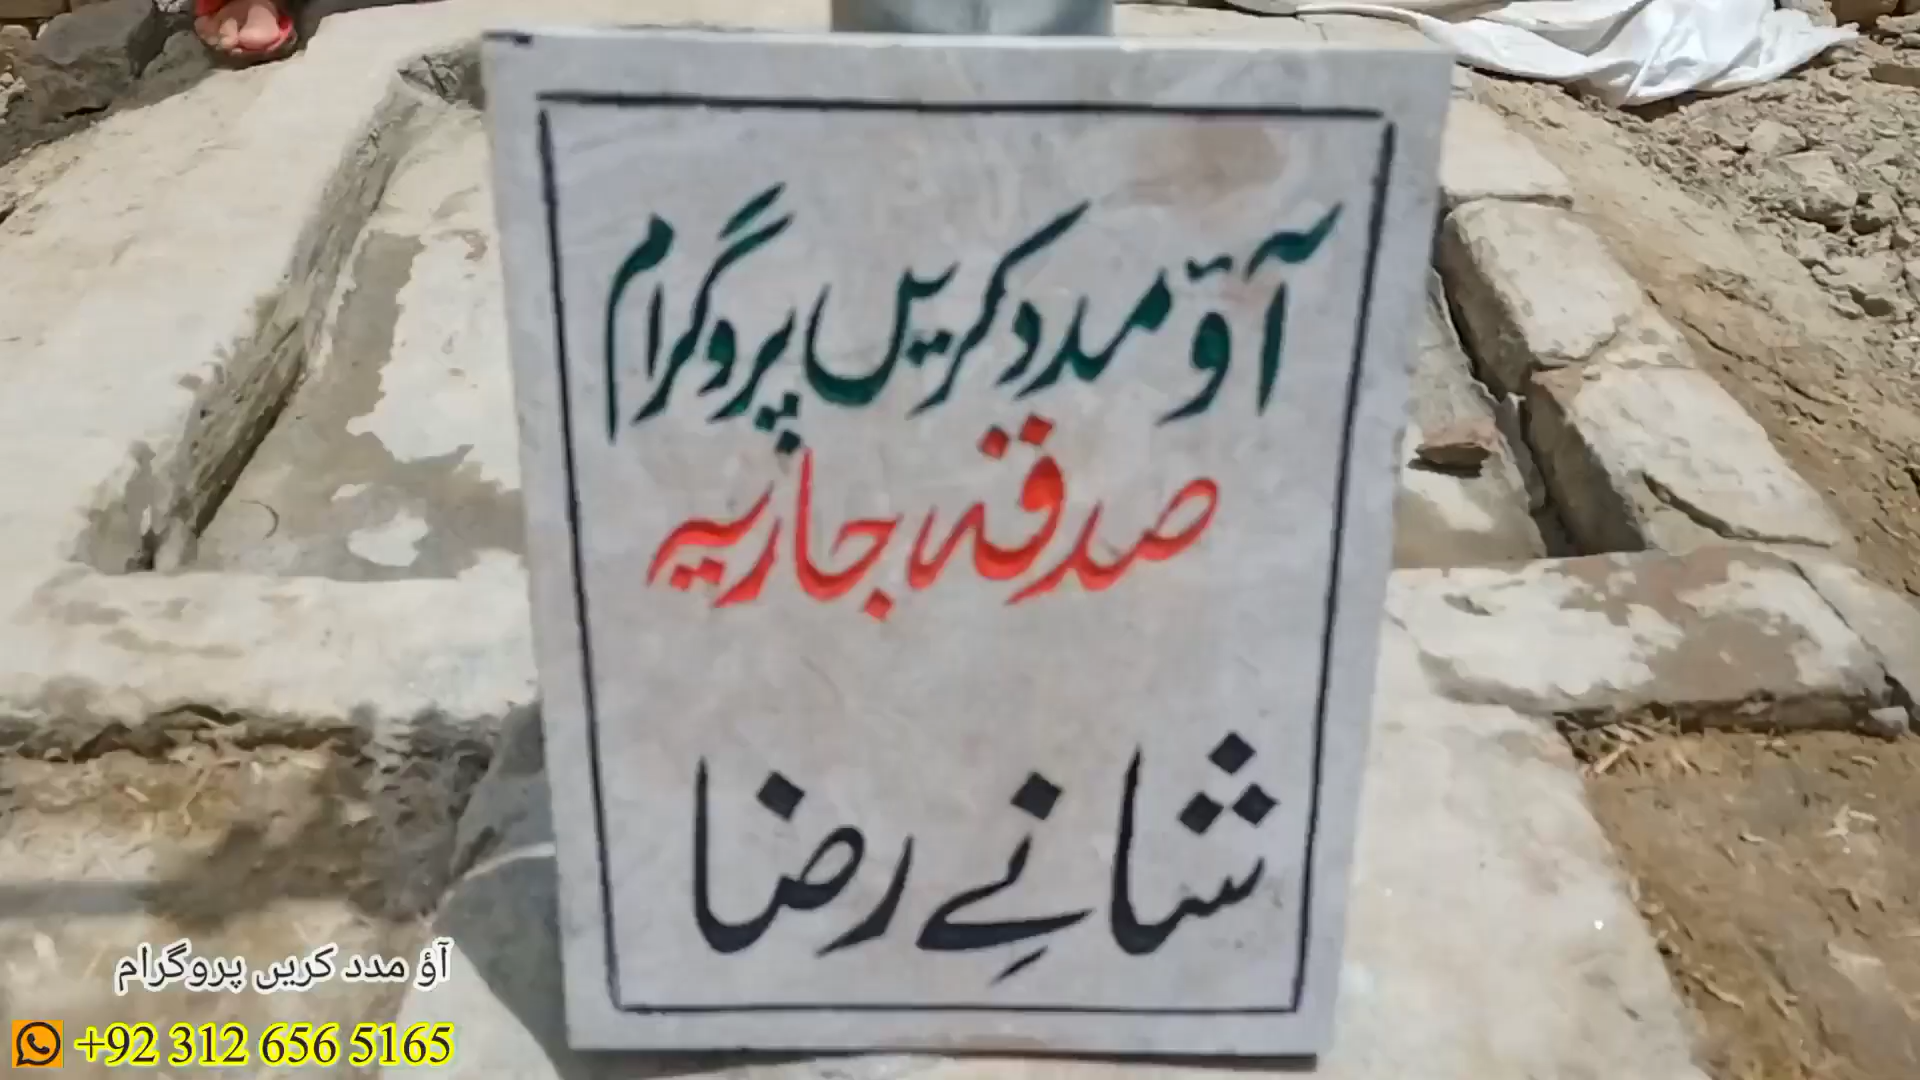 آؤ مدد کریں پروگرام
صدقہ جاریہ
شانِے رضا
آؤ مدد کریں پروگرام
+92 312 656 5165